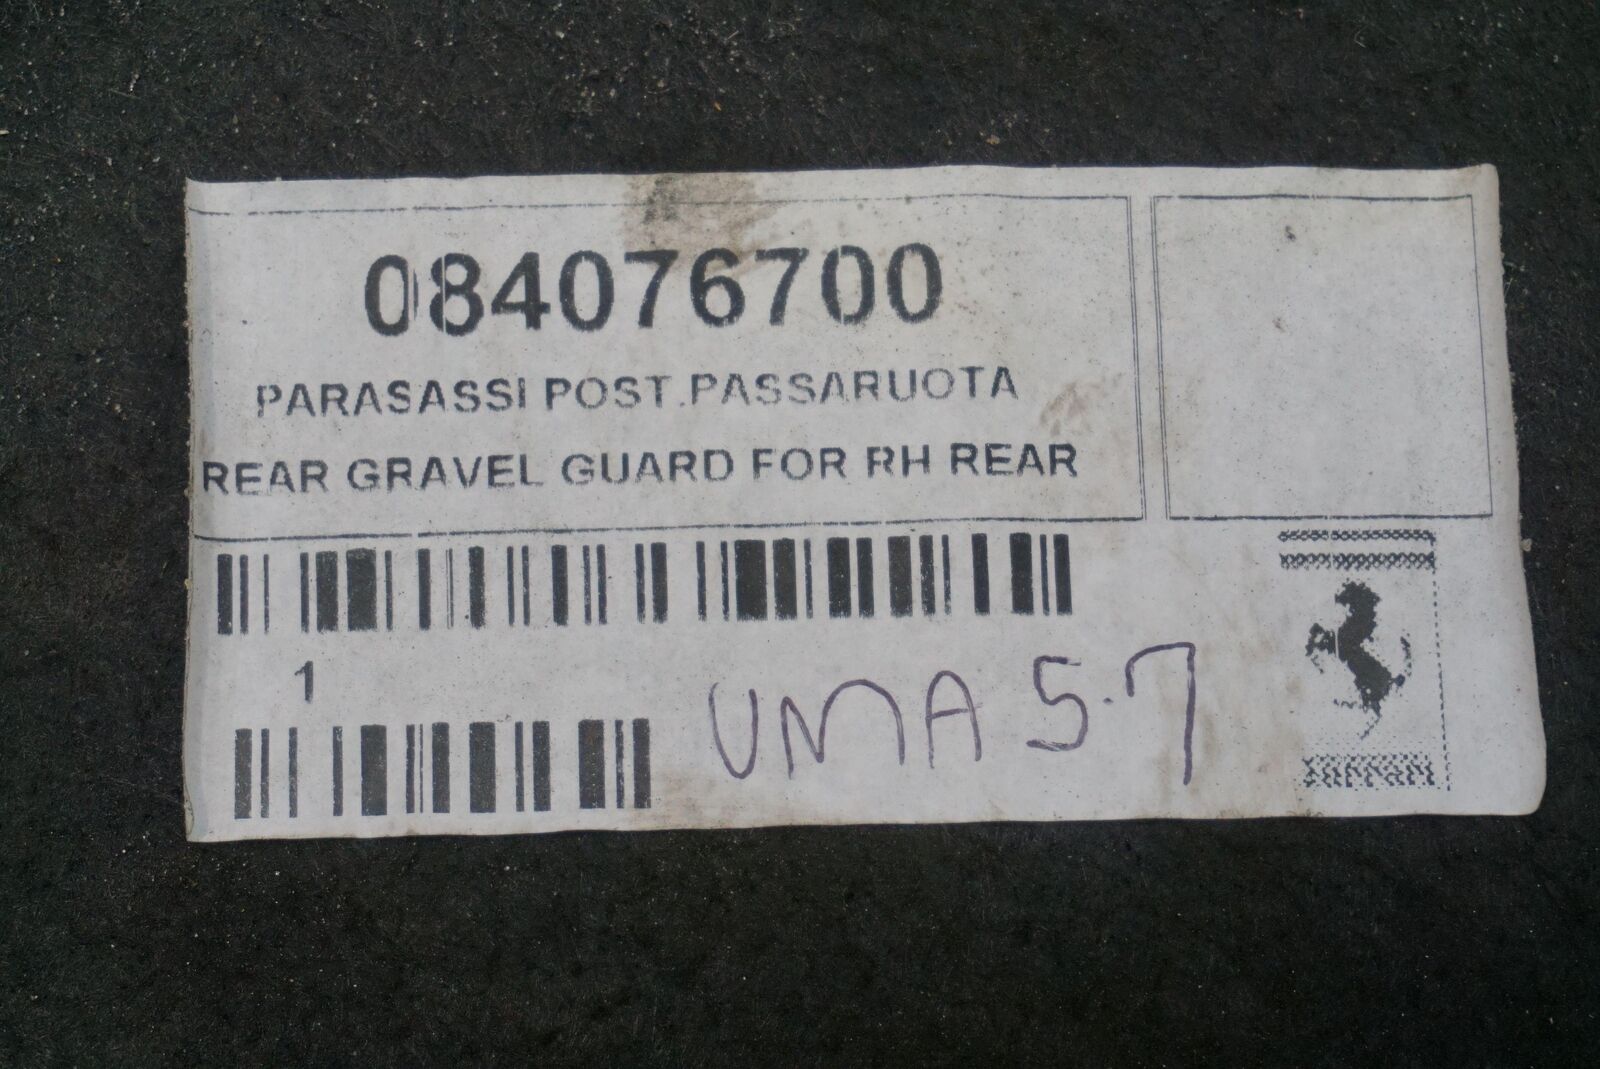 084076700
PARASASSI POST.PASSARUOTA
REAR GRAVEL GUARD FOR RH REAR
1
UMA 5.7